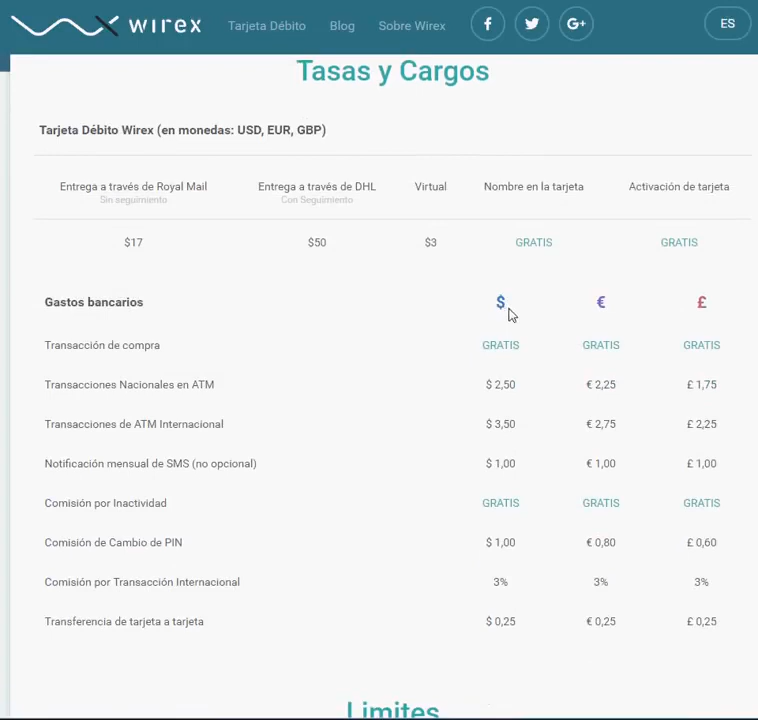 wirex Tarjeta Débito Blog Sobre Wirex f G+ ES
Tasas y Cargos
Tarjeta Débito Wirex (en monedas: USD, EUR, GBP)
Entrega a través de Royal Mail Entrega a través de DHL Virtual Nombre en la tarjeta Activación de tarjeta
Sin seguimiento Con Seguimiento
$17 $50 $3 GRATIS GRATIS
Gastos bancarios $ € £
Transacción de compra GRATIS GRATIS GRATIS
Transacciones Nacionales en ATM $ 2,50 € 2,25 £ 1,75
Transacciones de ATM Internacional $ 3,50 € 2,75 £ 2,25
Notificación mensual de SMS (no opcional) $ 1,00 € 1,00 £ 1,00
Comisión por Inactividad GRATIS GRATIS GRATIS
Comisión de Cambio de PIN $ 1,00 € 0,80 £ 0,60
Comisión por Transacción Internacional 3% 3% 3%
Transferencia de tarjeta a tarjeta $ 0,25 € 0,25 £ 0,25
Limites